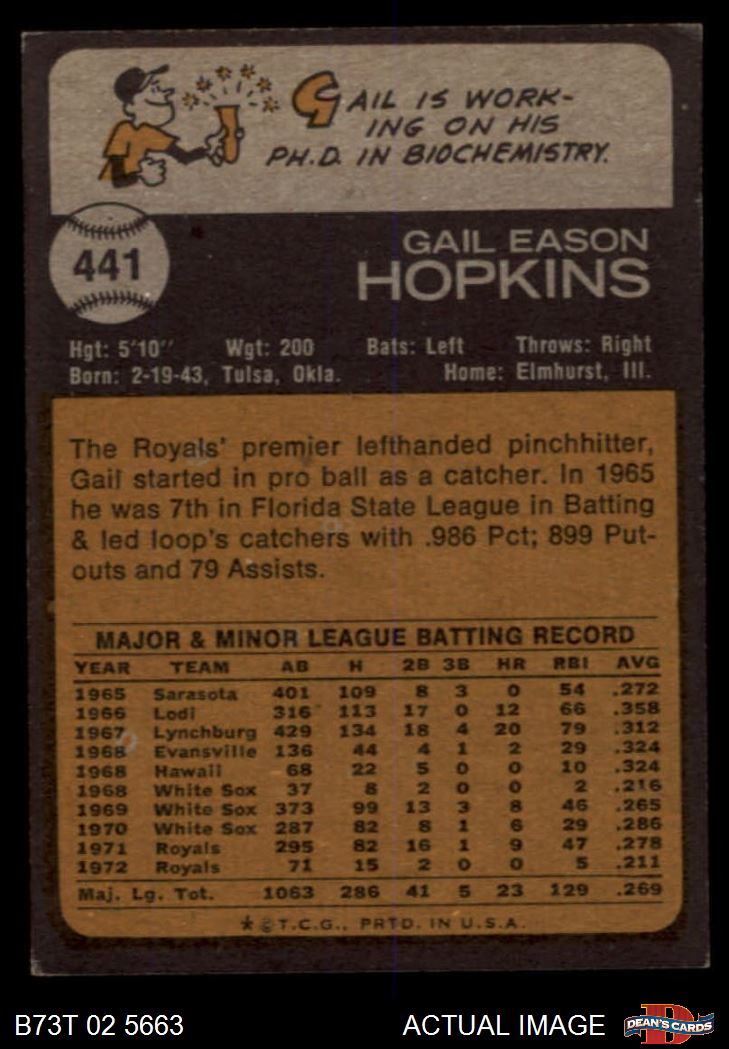 GAIL IS WORK-
ING ON HIS
PH.D. IN BIOCHEMISTRY.
441
GAIL EASON
HOPKINS
Hgt: 5'10" Wgt: 200 Bats: Left Throws: Right
Born: 2-19-43, Tulsa, Okla. Home: Elmhurst, Ill.
The Royals' premier lefthanded pinchhitter,
Gail started in pro ball as a catcher. In 1965
he was 7th in Florida State League in Batting
& led loop's catchers with .986 Pct; 899 Put-
outs and 79 Assists.
MAJOR & MINOR LEAGUE BATTING RECORD
YEAR TEAM AB H 2B 3B HR RBI AVG
1965 Sarasota 401 109 8 3 0 54 .272
1966 Lodi 316 113 17 0 12 66 .358
1967 Lynchburg 429 134 18 4 20 79 .312
1968 Evansville 136 44 4 1 2 29 .324
1968 Hawaii 68 22 5 0 0 10 .324
1968 White Sox 37 8 2 0 0 2 .216
1969 White Sox 373 99 13 3 8 46 .265
1970 White Sox 287 82 8 1 6 29 .286
1971 Royals 295 82 16 1 9 47 .278
1972 Royals 71 15 2 0 0 5 .211
Maj. Lg. Tot. 1063 286 41 5 23 129 .269
*©T.C.G., PRTD. IN U.S.A.
B73T 02 5663 ACTUAL IMAGE D DEAN'S CARDS